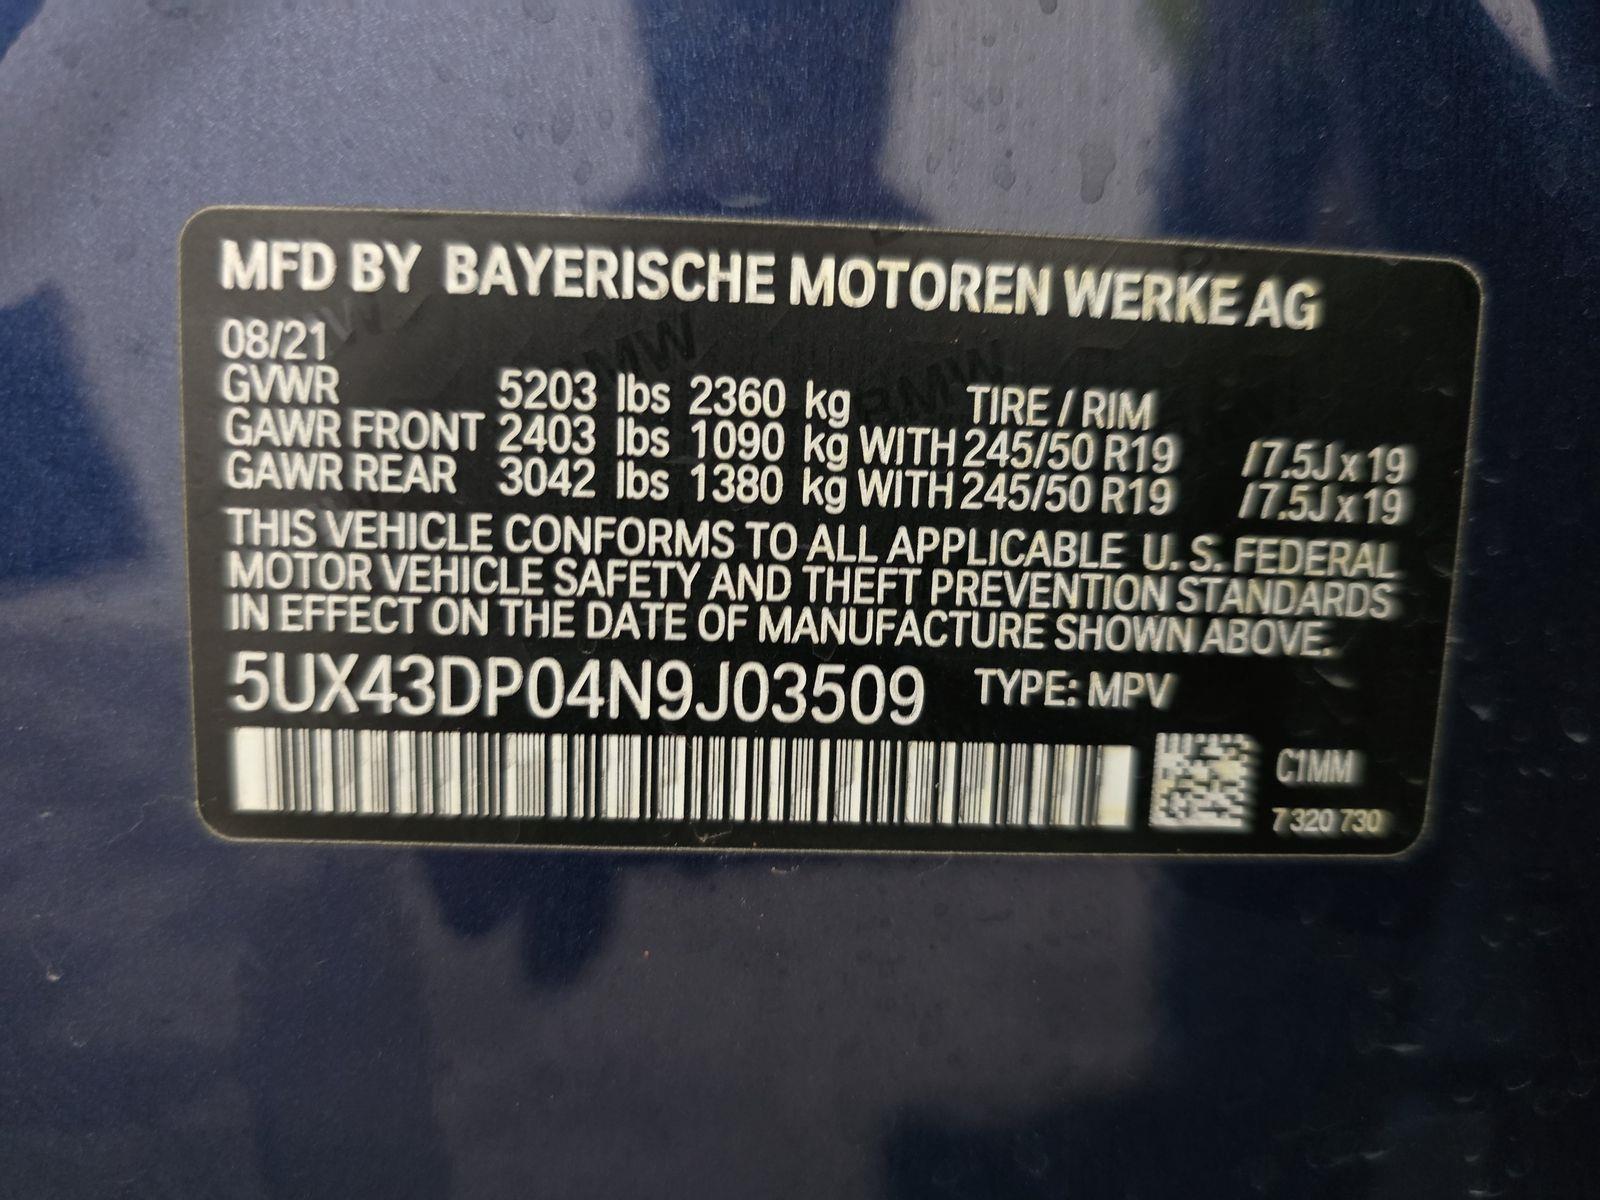 MFD BY BAYERISCHE MOTOREN WERKE AG
08/21
GVWR 5203 lbs 2360 kg TIRE / RIM
GAWR FRONT 2403 lbs 1090 kg WITH 245/50 R19 / 7.5J x 19
GAWR REAR 3042 lbs 1380 kg WITH 245/50 R19 / 7.5J x 19
THIS VEHICLE CONFORMS TO ALL APPLICABLE U. S. FEDERAL
MOTOR VEHICLE SAFETY AND THEFT PREVENTION STANDARDS
IN EFFECT ON THE DATE OF MANUFACTURE SHOWN ABOVE.
5UX43DP04N9J03509 TYPE: MPV
C1MM
7 320 730